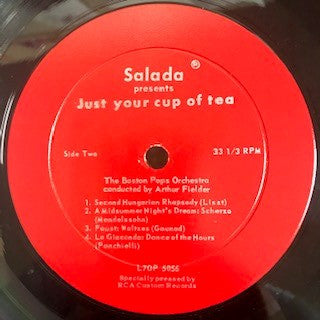 Salada ®
presents
Just your cup of tea
Side Two
33 1/3 RPM
The Boston Pops Orchestra
conducted by Arthur Fiedler
1. Second Hungarian Rhapsody (Liszt)
2. A Midsummer Night's Dream: Scherzo
(Mendelssohn)
3. Faust: Waltzes (Gounod)
4. La Gioconda: Dance of the Hours
(Ponchielli)
L7OP 5056
Specially pressed by
RCA Custom Records